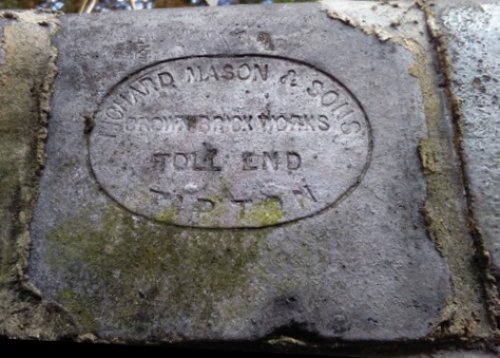 RICHARD MASON & SONS
CROWN BRICK WORKS
TOLL END
TIPTON